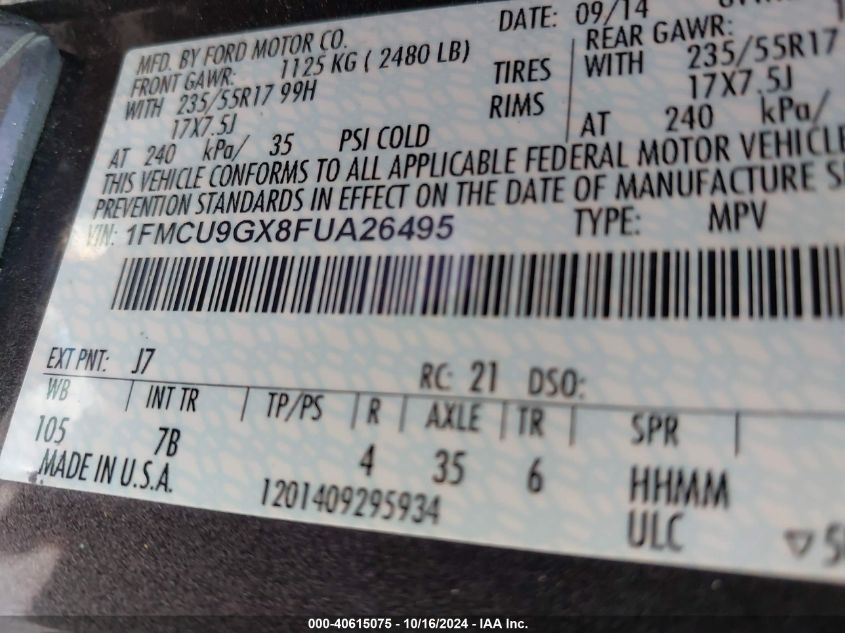 MFD. BY FORD MOTOR CO.
DATE: 09/14
FRONT GAWR: 1125 KG ( 2480 LB)
REAR GAWR:
WITH 235/55R17 99H TIRES
WITH 235/55R17
17X7.5J RIMS
17X7.5J
AT 240 kPa/ 35 PSI COLD
AT 240 kPa/
THIS VEHICLE CONFORMS TO ALL APPLICABLE FEDERAL MOTOR VEHICLE
PREVENTION STANDARDS IN EFFECT ON THE DATE OF MANUFACTURE
VIN: 1FMCU9GX8FUA26495 TYPE: MPV
EXT PNT: J7 RC: 21 DSO:
WB | INT TR | TP/PS | R | AXLE | TR | SPR |
105 7B 4 35 6 HHMM
MADE IN U.S.A. 1201409295934 ULC
000-40615075 - 10/16/2024 - IAA Inc.